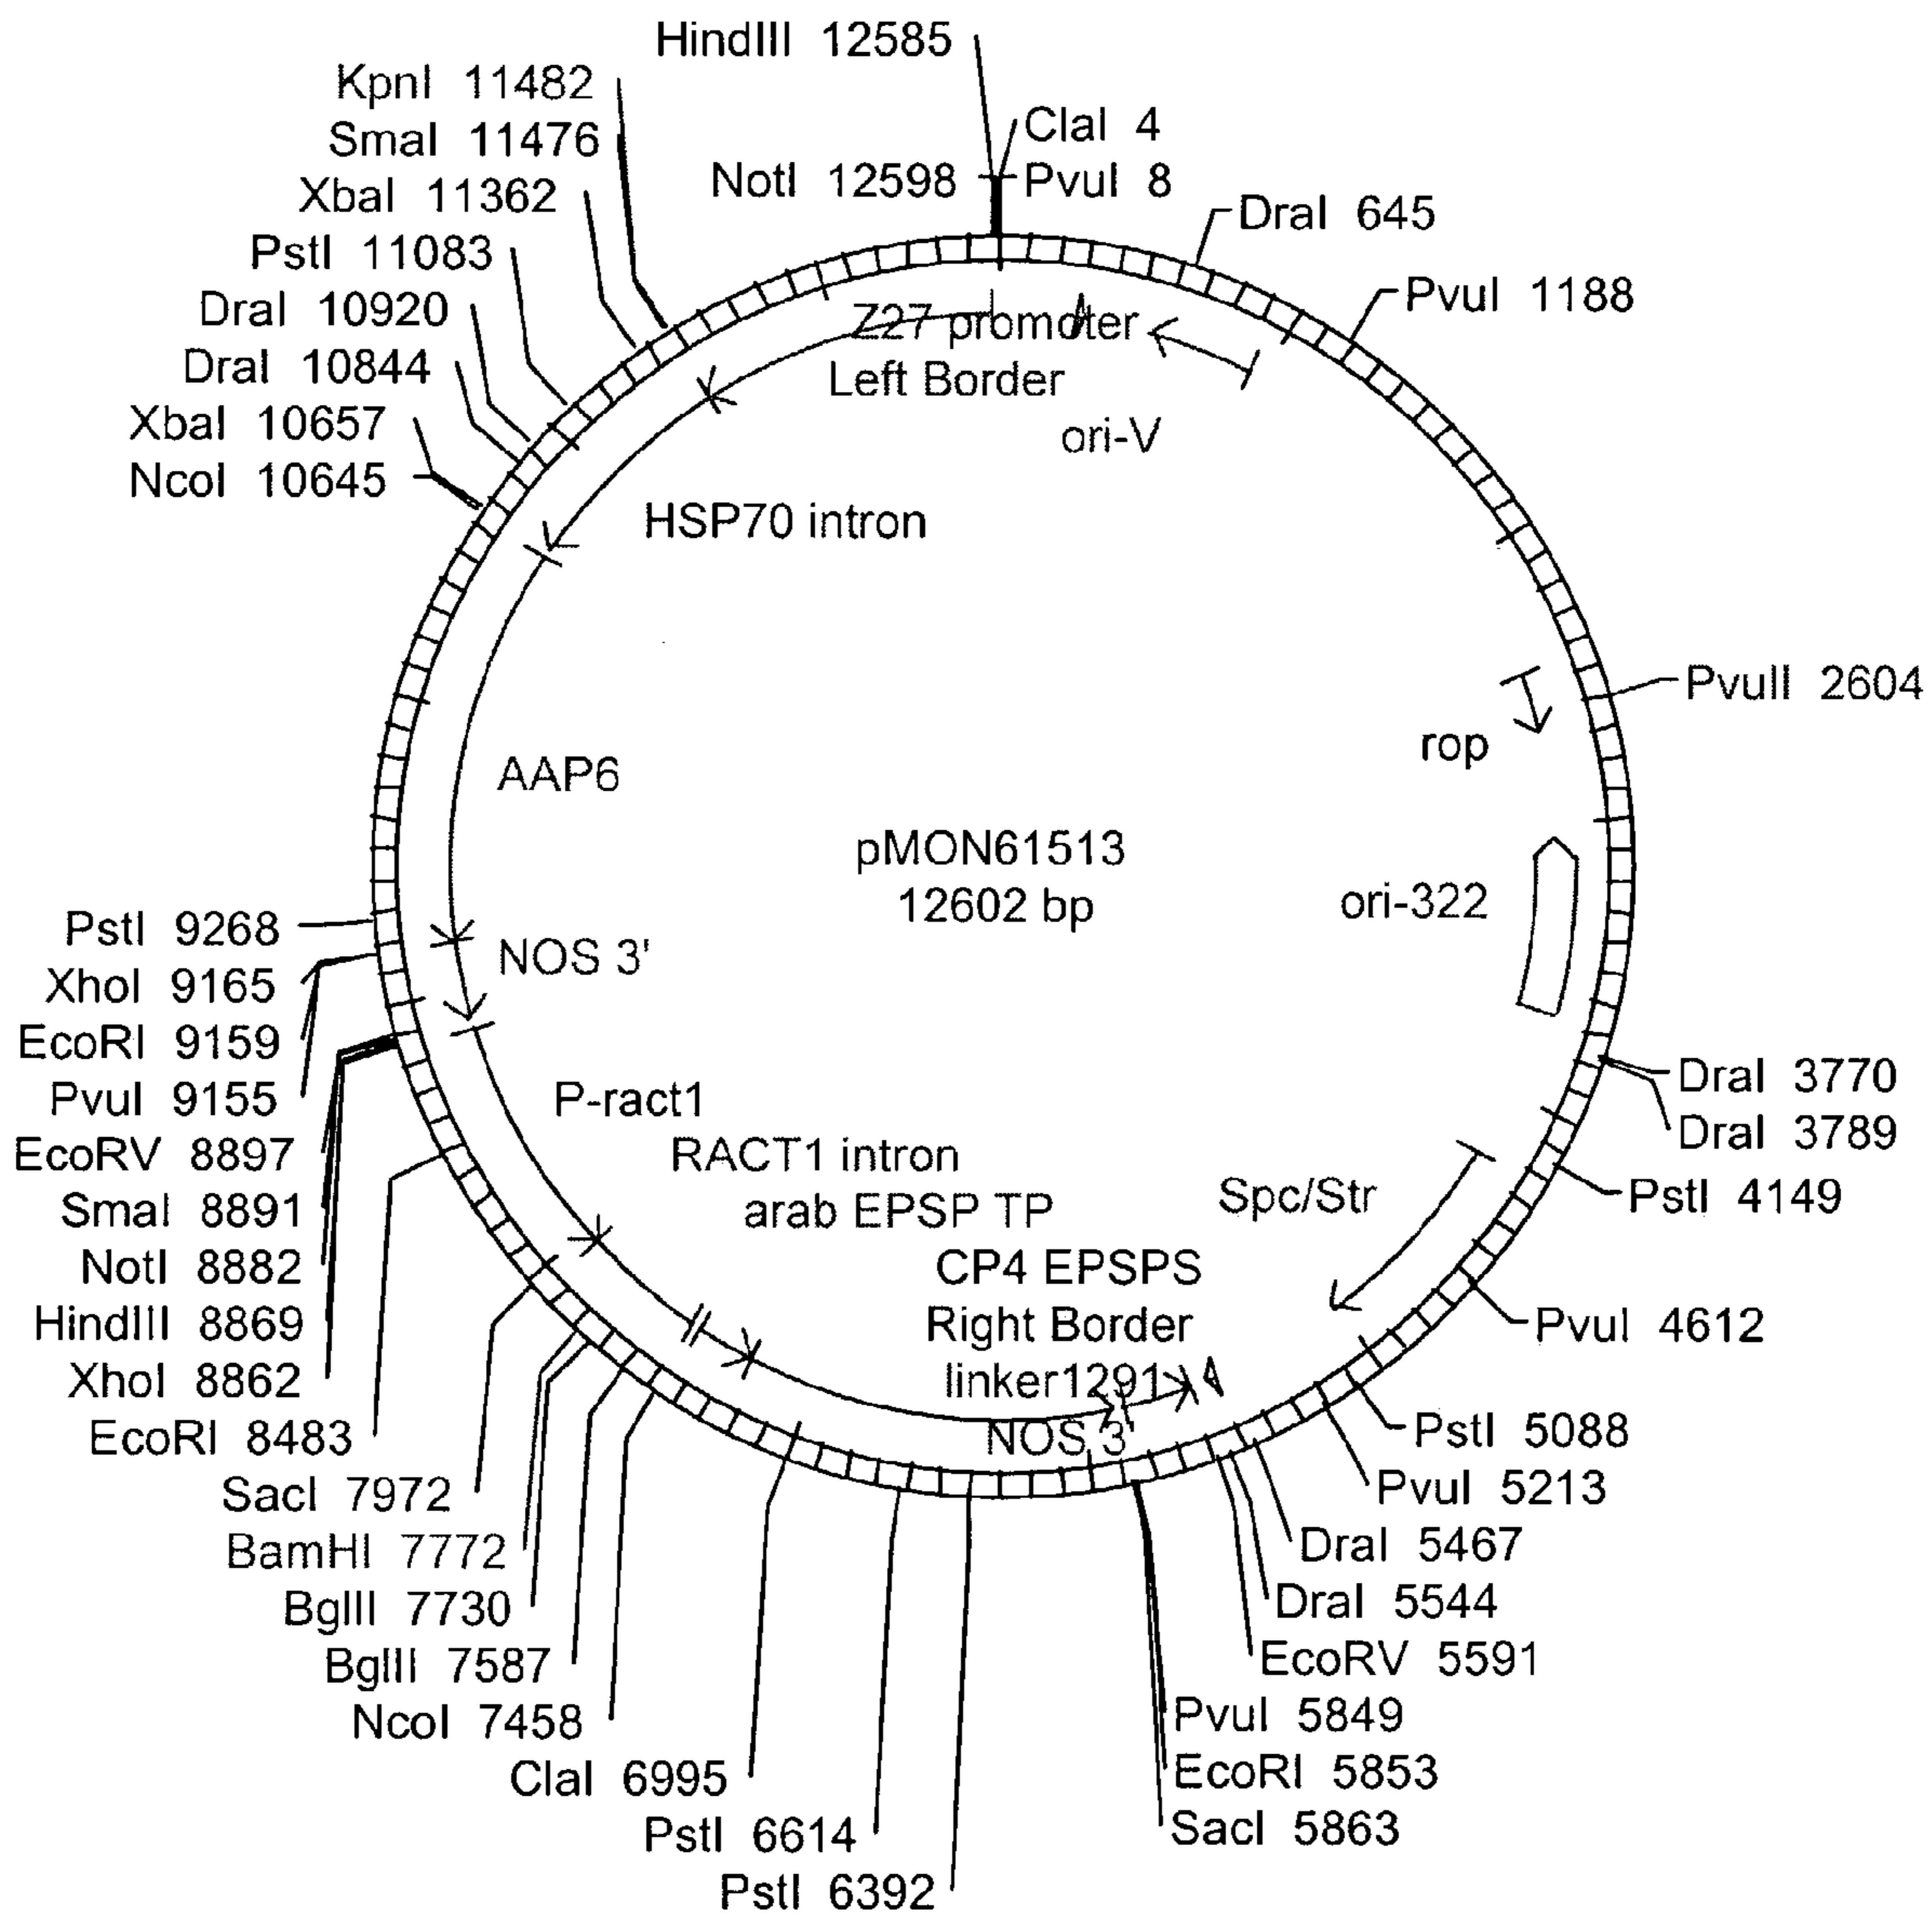 HindIII 12585
KpnI 11482
SmaI 11476
XbaI 11362
PstI 11083
DraI 10920
DraI 10844
XbaI 10657
NcoI 10645
NotI 12598
ClaI 4
PvuI 8
DraI 645
PvuI 1188
PvuII 2604
DraI 3770
DraI 3789
PstI 4149
PvuI 4612
PstI 5088
PvuI 5213
DraI 5467
DraI 5544
EcoRV 5591
PvuI 5849
EcoRI 5853
SacI 5863
Z27 promoter
Left Border
ori-V
HSP70 intron
rop
AAP6
pMON61513
12602 bp
ori-322
NOS 3'
P-ract1
RACT1 intron
arab EPSP TP
Spc/Str
CP4 EPSPS
Right Border
linker1291
NOS 3'
PstI 9268
XhoI 9165
EcoRI 9159
PvuI 9155
EcoRV 8897
SmaI 8891
NotI 8882
HindIII 8869
XhoI 8862
EcoRI 8483
SacI 7972
BamHI 7772
BglII 7730
BglII 7587
NcoI 7458
ClaI 6995
PstI 6614
PstI 6392